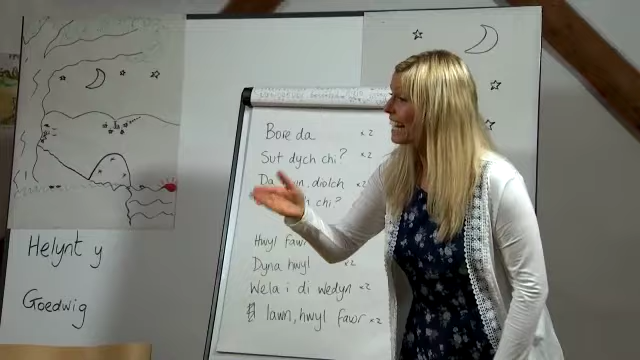 Helynt y
Goedwig
Bore da x2
Sut dych chi? x2
Da diolch x2
chi?
Hwyl fawr
Dyna hwyl x2
Wela i di wedyn x2
Iawn, hwyl fawr x2